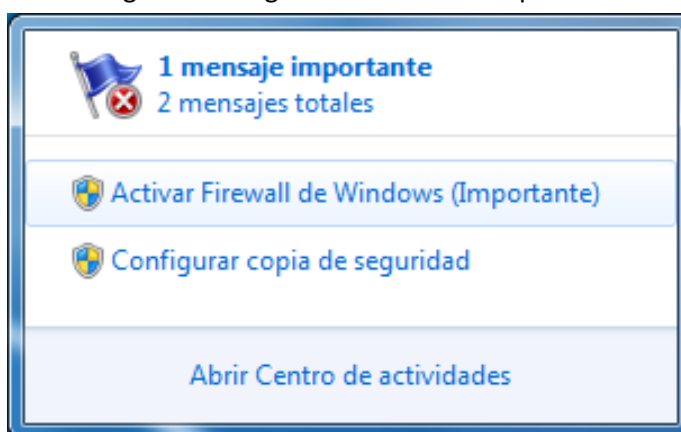 1 mensaje importante
2 mensajes totales
Activar Firewall de Windows (Importante)
Configurar copia de seguridad
Abrir Centro de actividades